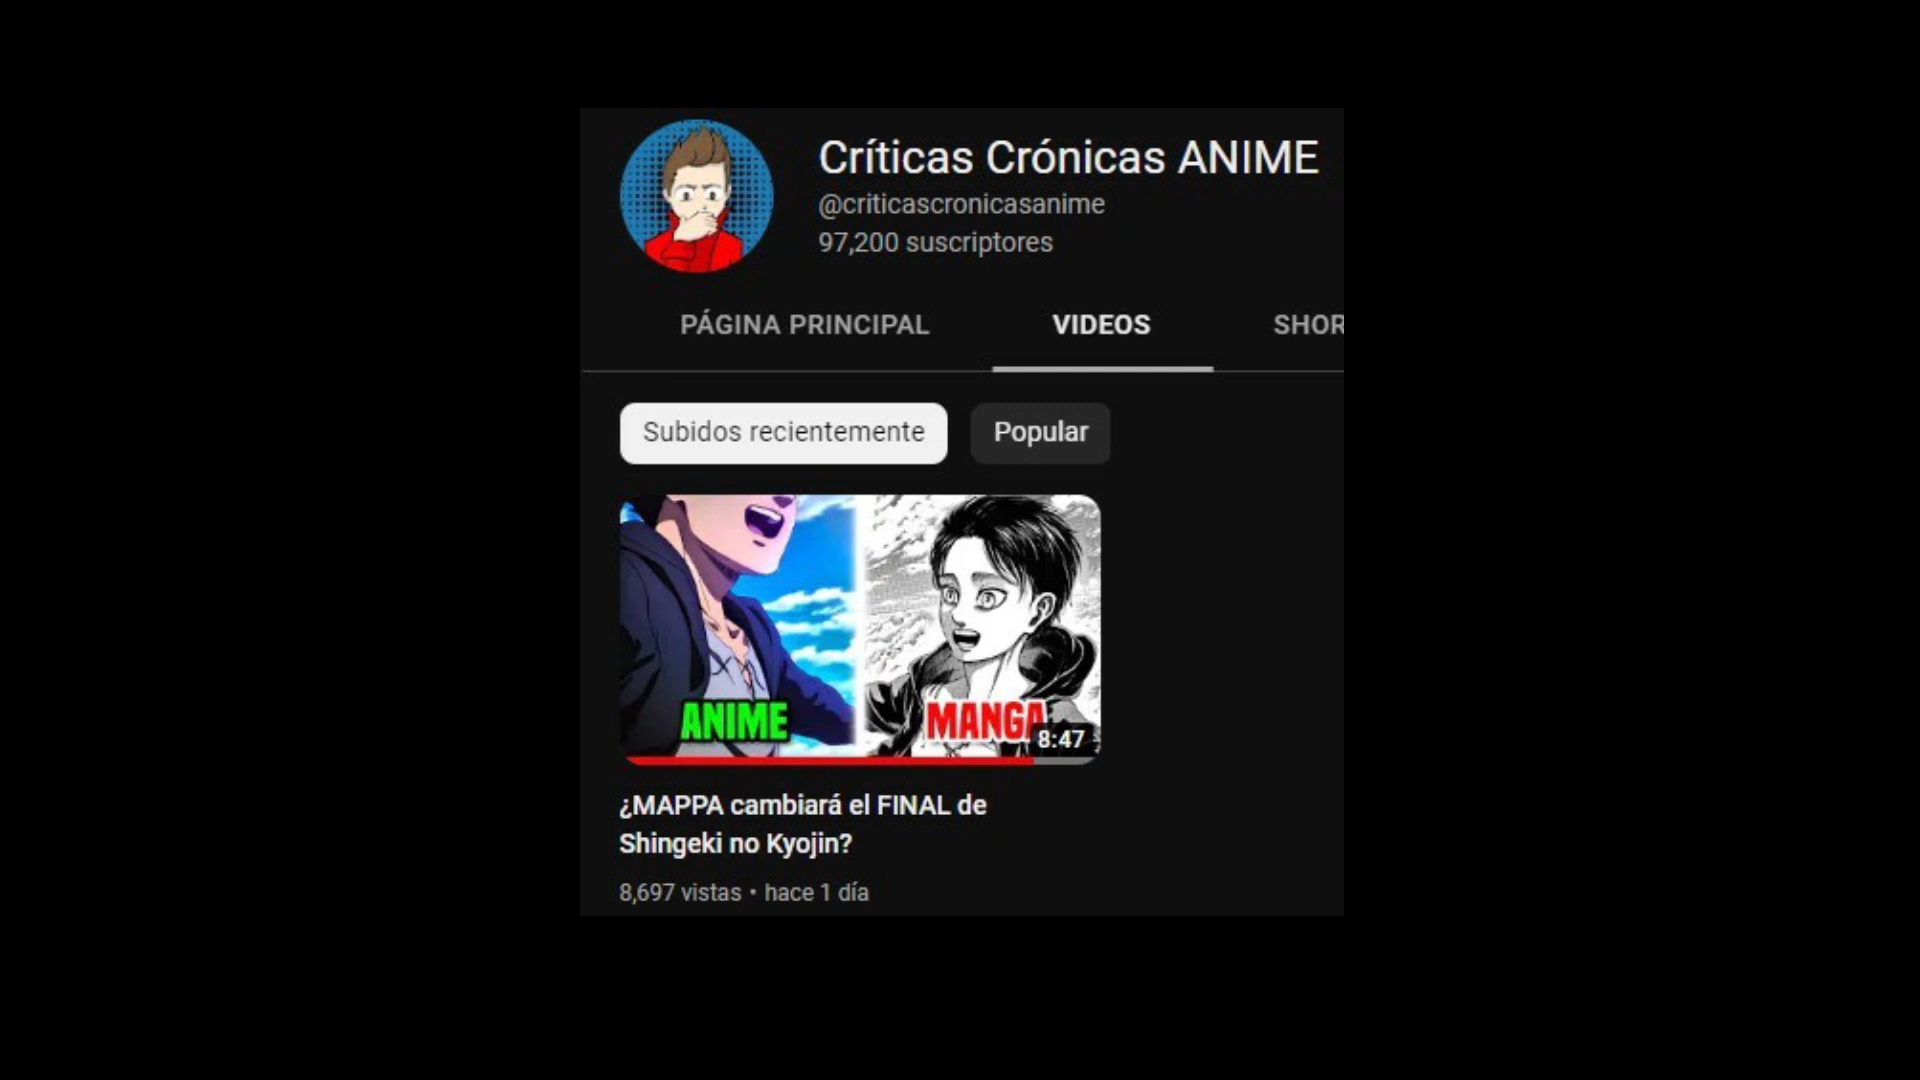 Críticas Crónicas ANIME
@criticascronicasanime
97,200 suscriptores
PÁGINA PRINCIPAL VIDEOS SHOR
Subidos recientemente Popular
ANIME MANGA
8:47
¿MAPPA cambiará el FINAL de
Shingeki no Kyojin?
8,697 vistas • hace 1 día